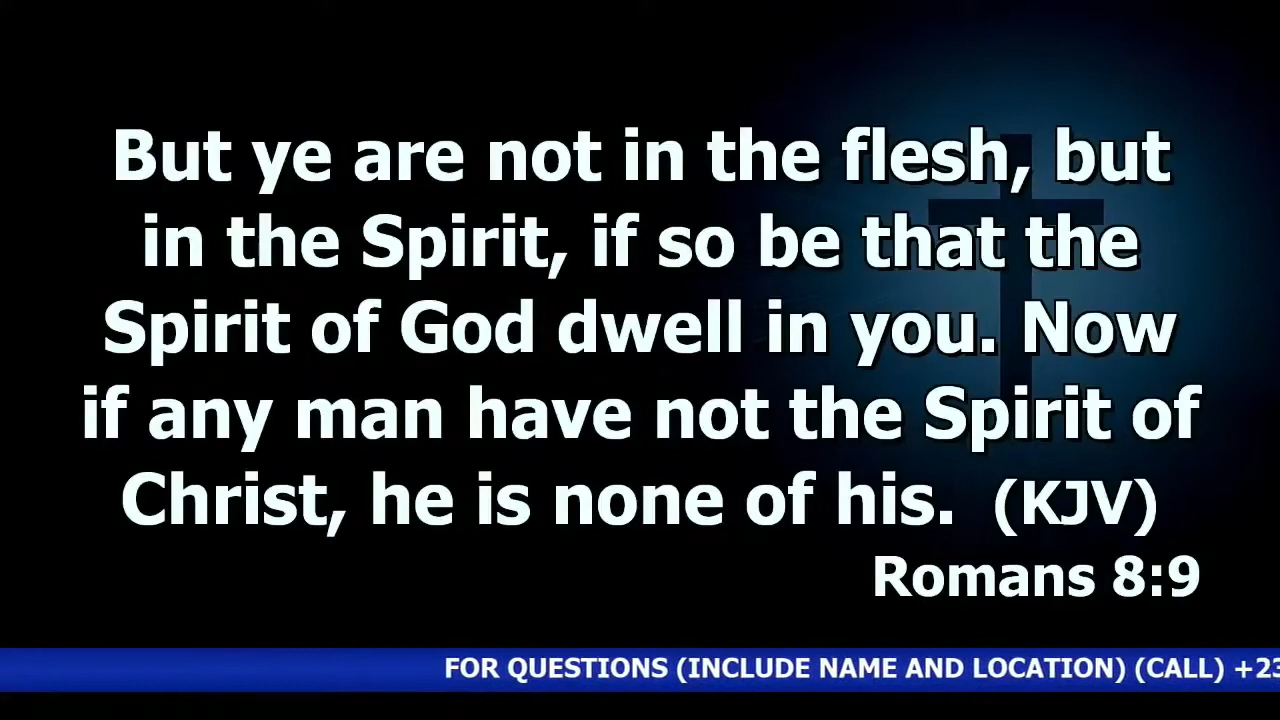 But ye are not in the flesh, but
in the Spirit, if so be that the
Spirit of God dwell in you. Now
if any man have not the Spirit of
Christ, he is none of his. (KJV)
Romans 8:9
FOR QUESTIONS (INCLUDE NAME AND LOCATION) (CALL) +23